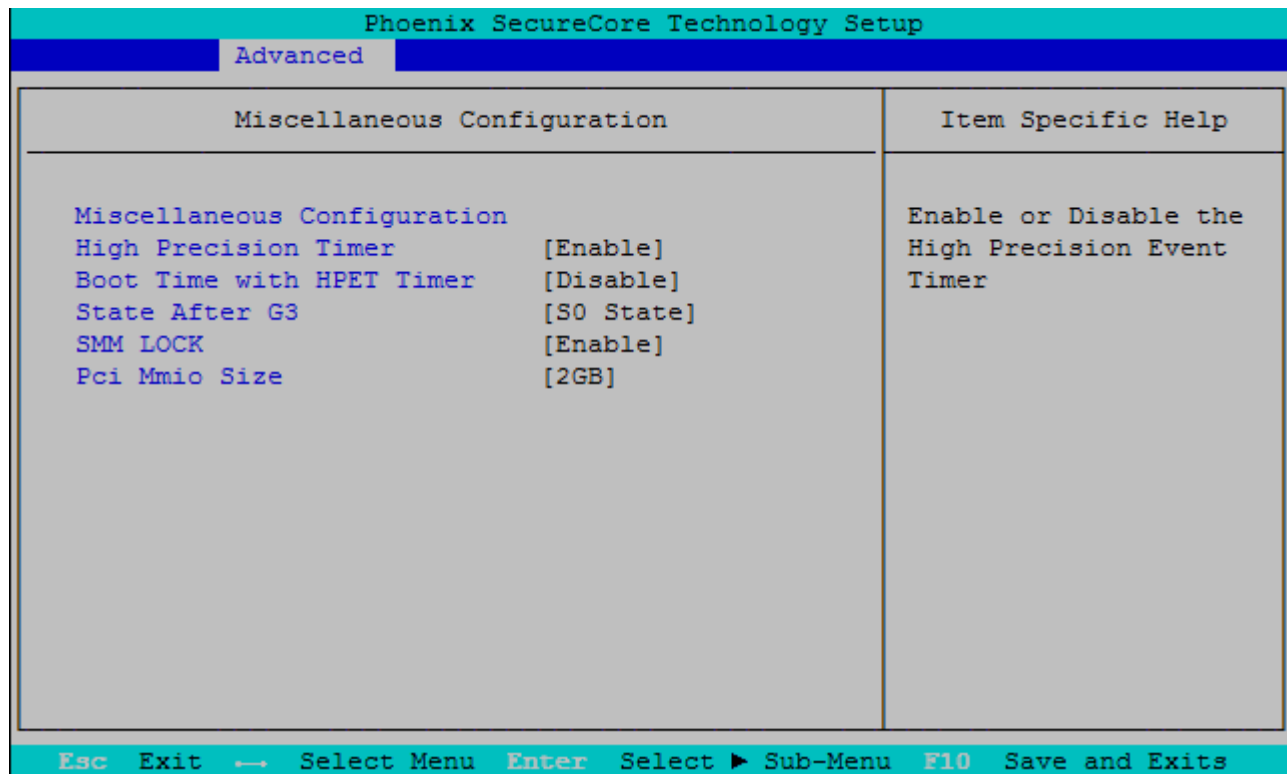 Phoenix SecureCore Technology Setup
Advanced
Miscellaneous Configuration
Item Specific Help
Miscellaneous Configuration
High Precision Timer [Enable]
Boot Time with HPET Timer [Disable]
State After G3 [S0 State]
SMM LOCK [Enable]
Pci Mmio Size [2GB]
Enable or Disable the
High Precision Event
Timer
Esc Exit ↔ Select Menu Enter Select ► Sub-Menu F10 Save and Exits